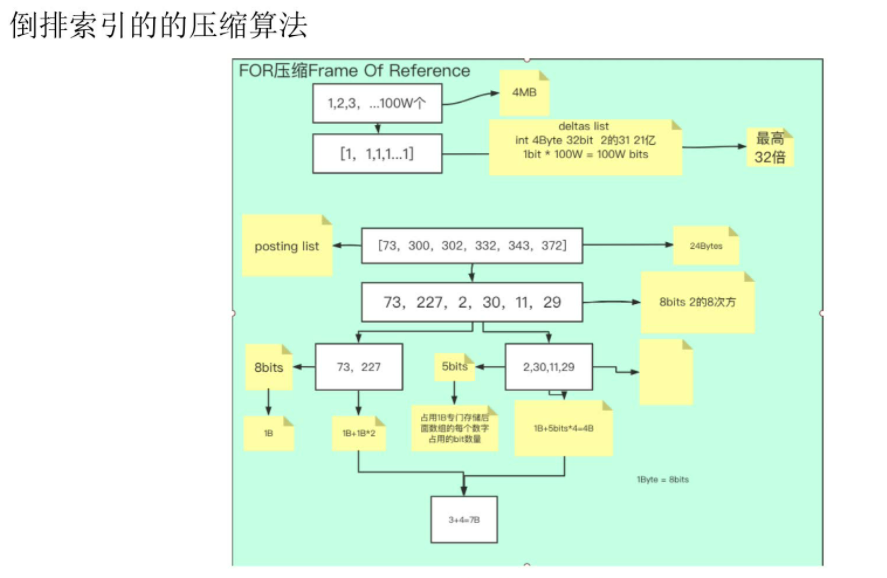 倒排索引的的压缩算法
FOR压缩Frame Of Reference
1,2,3，...100W个
4MB
[1，1,1,1...1]
deltas list
int 4Byte 32bit 2的31 21亿
1bit * 100W = 100W bits
最高
32倍
posting list
[73，300，302，332，343，372]
24Bytes
73，227，2，30，11，29
8bits 2的8次方
8bits
73，227
5bits
2,30,11,29
1B
1B+1B*2
占用1B专门存储后
面数组的每个数字
占用的bit数量
1B+5bits*4=4B
1Byte = 8bits
3+4=7B